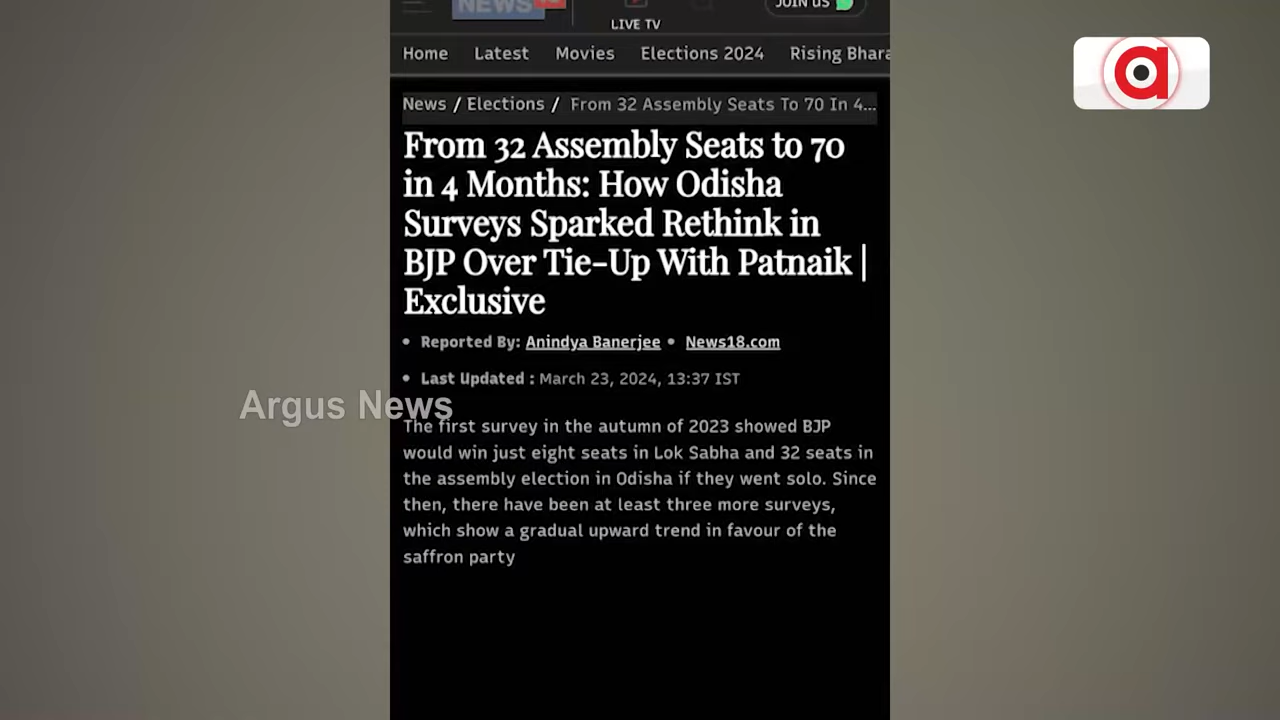 NEWS
JOIN US
LIVE TV
Home Latest Movies Elections 2024 Rising Bhara
News / Elections / From 32 Assembly Seats To 70 In 4...
From 32 Assembly Seats to 70
in 4 Months: How Odisha
Surveys Sparked Rethink in
BJP Over Tie-Up With Patnaik |
Exclusive
• Reported By: Anindya Banerjee • News18.com
• Last Updated : March 23, 2024, 13:37 IST
Argus News
The first survey in the autumn of 2023 showed BJP
would win just eight seats in Lok Sabha and 32 seats in
the assembly election in Odisha if they went solo. Since
then, there have been at least three more surveys,
which show a gradual upward trend in favour of the
saffron party